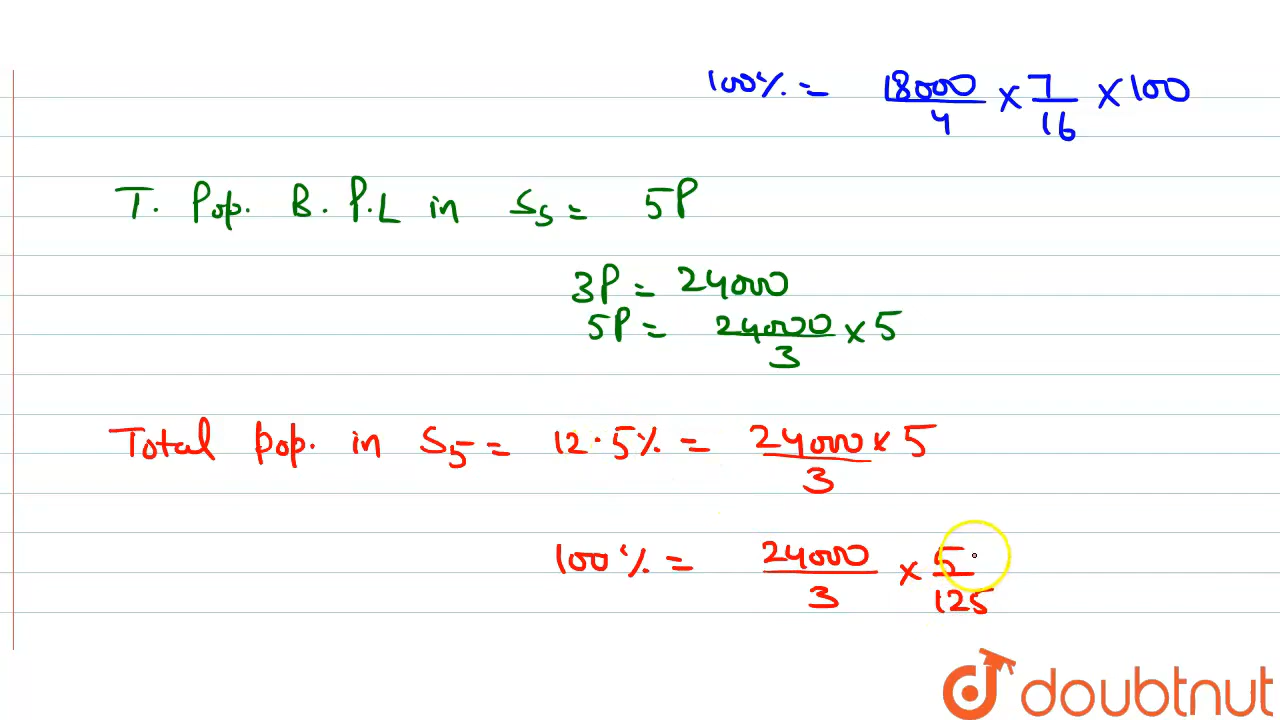 100% = 18000/4 × 7/16 × 100
T. Pop. B.P.L in S5 = 5P
3P = 24000
5P = 24000/3 × 5
Total pop. in S5 = 12.5% = 24000/3 × 5
100% = 24000/3 × 5/125
doubtnut